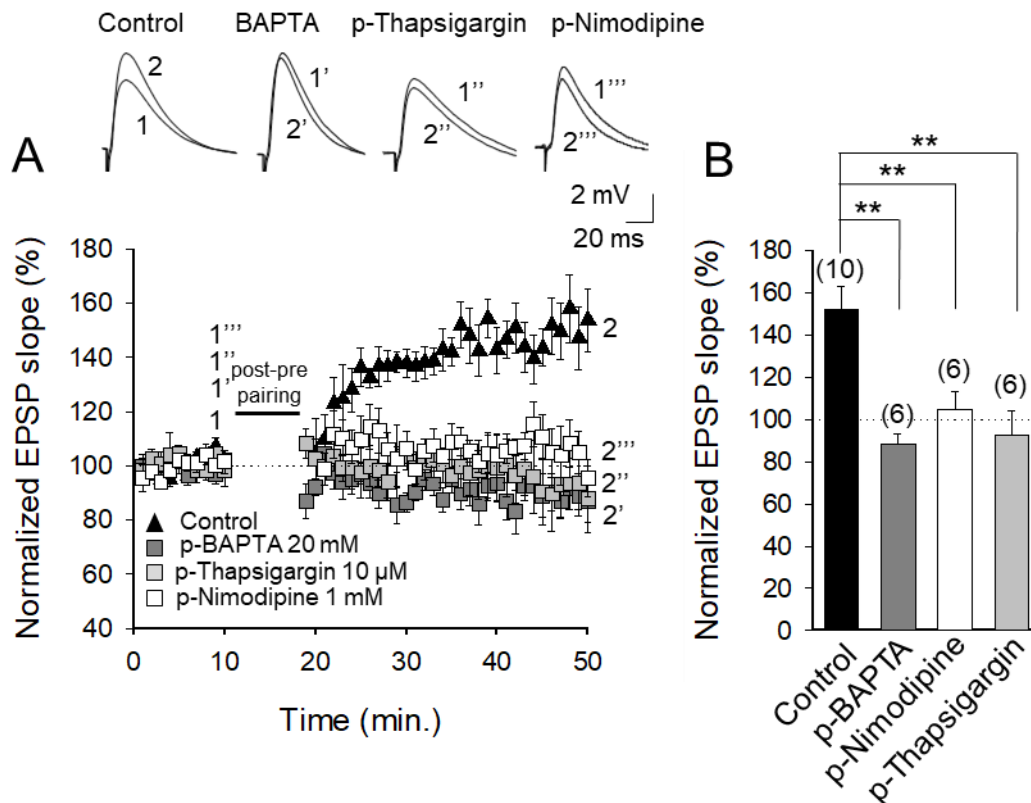 Control BAPTA p-Thapsigargin p-Nimodipine
2 1 1’ 2’ 1’’ 2’’ 1’’’ 2’’’
A
2 mV
20 ms
Normalized EPSP slope (%)
180
160
140
120
100
80
60
40
1’’’
1’’
1’
1
post-pre
pairing
2
2’’’
2’’
2’
Control
p-BAPTA 20 mM
p-Thapsigargin 10 µM
p-Nimodipine 1 mM
0 10 20 30 40 50
Time (min.)
B
**
**
**
Normalized EPSP slope (%)
180
160
140
120
100
80
60
40
20
0
(10)
(6)
(6)
(6)
Control
p-BAPTA
p-Nimodipine
p-Thapsigargin